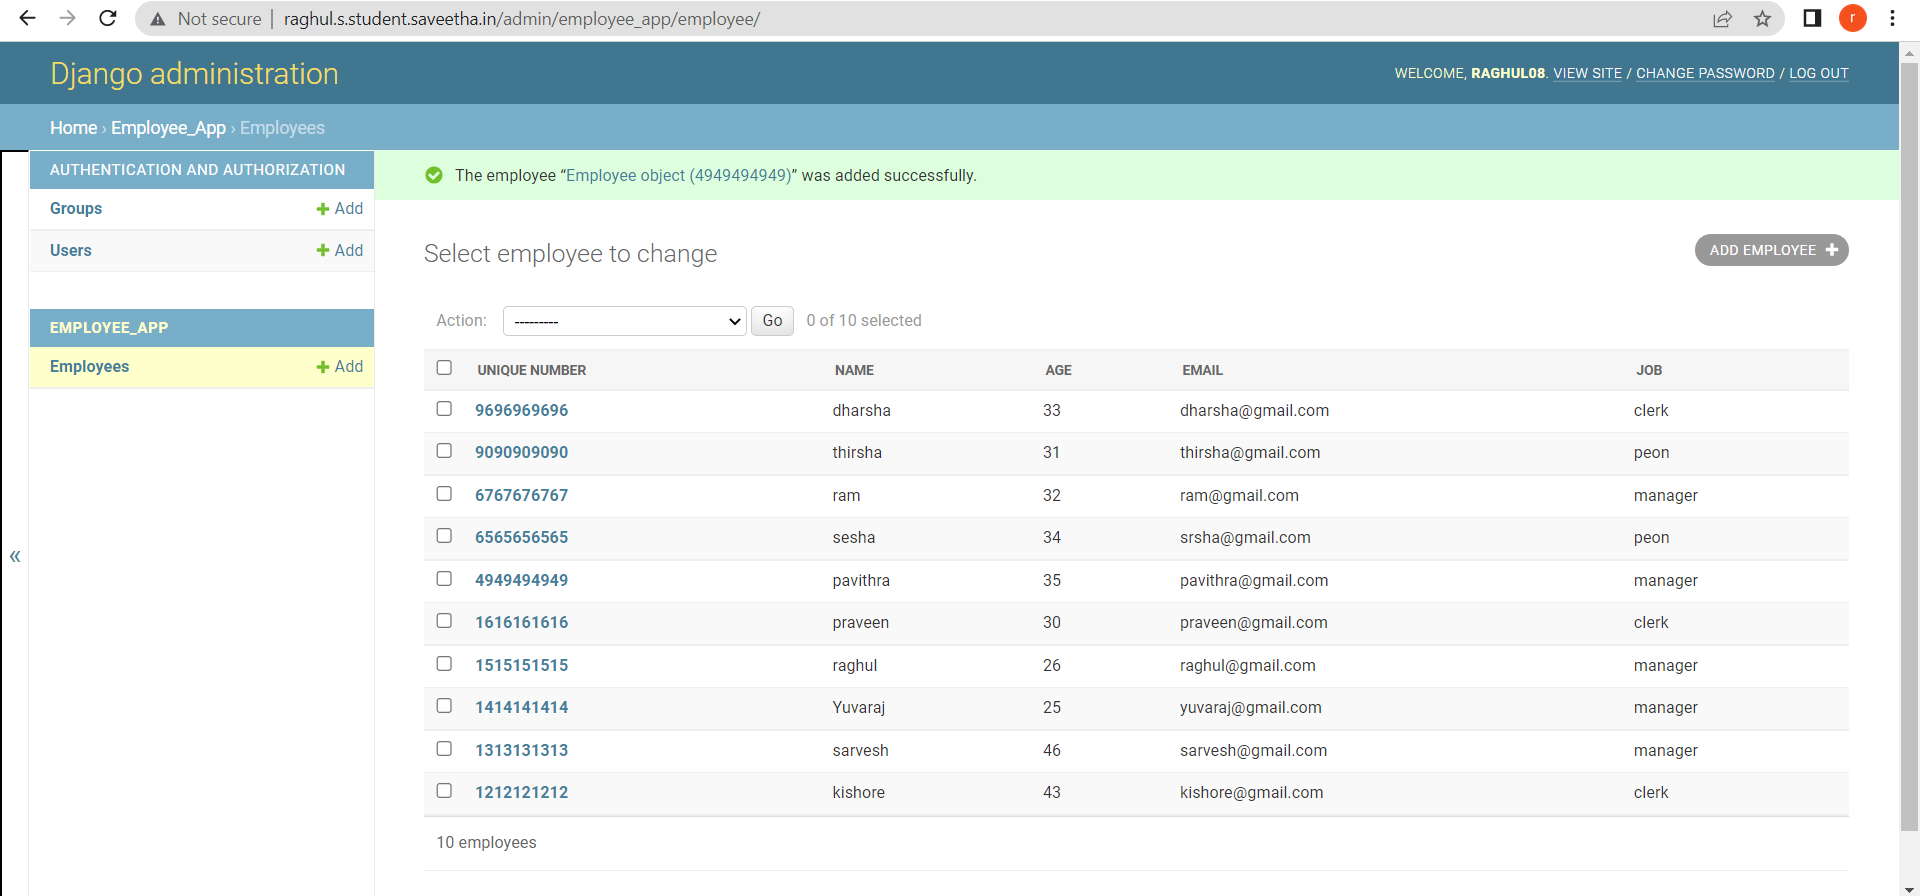 Not secure | raghul.s.student.saveetha.in/admin/employee_app/employee/ r
Django administration
WELCOME, RAGHUL08. VIEW SITE / CHANGE PASSWORD / LOG OUT
Home › Employee_App › Employees
AUTHENTICATION AND AUTHORIZATION
Groups + Add
Users + Add
EMPLOYEE_APP
Employees + Add
«
The employee “Employee object (4949494949)” was added successfully.
Select employee to change
ADD EMPLOYEE +
Action: --------- Go 0 of 10 selected
UNIQUE NUMBER NAME AGE EMAIL JOB
9696969696 dharsha 33 dharsha@gmail.com clerk
9090909090 thirsha 31 thirsha@gmail.com peon
6767676767 ram 32 ram@gmail.com manager
6565656565 sesha 34 srsha@gmail.com peon
4949494949 pavithra 35 pavithra@gmail.com manager
1616161616 praveen 30 praveen@gmail.com clerk
1515151515 raghul 26 raghul@gmail.com manager
1414141414 Yuvaraj 25 yuvaraj@gmail.com manager
1313131313 sarvesh 46 sarvesh@gmail.com manager
1212121212 kishore 43 kishore@gmail.com clerk
10 employees